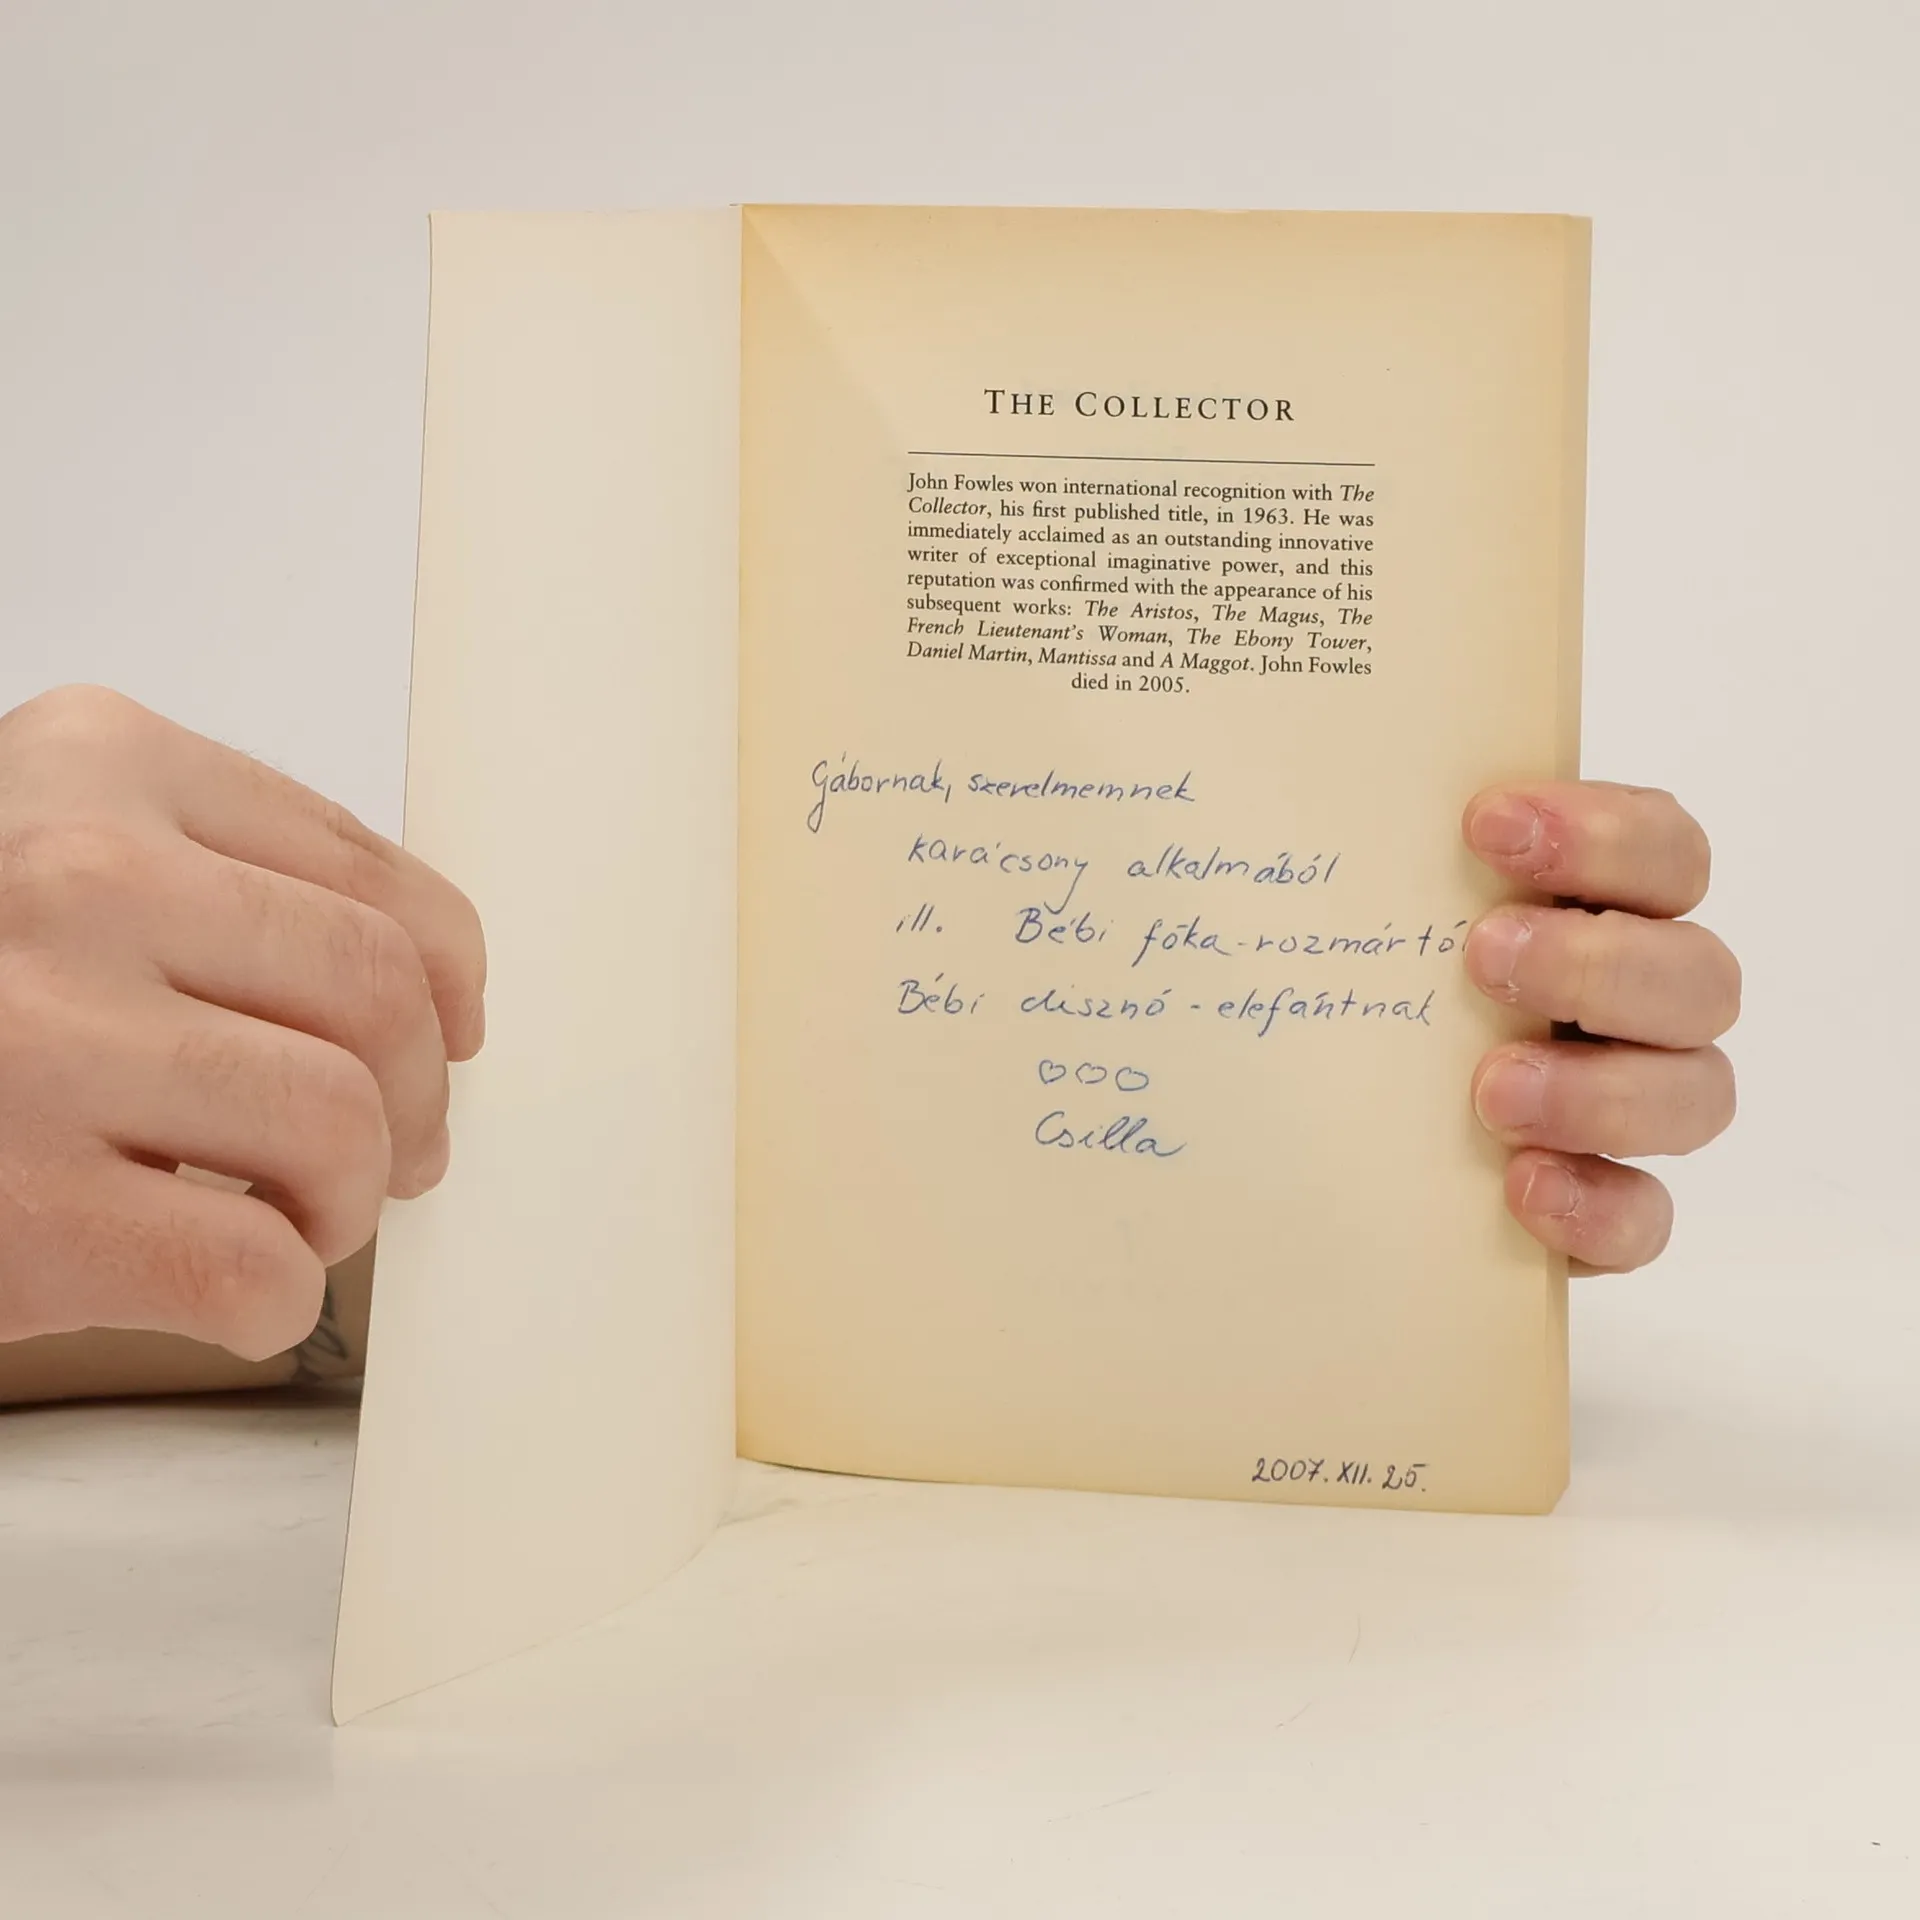 THE COLLECTOR
John Fowles won international recognition with The
Collector, his first published title, in 1963. He was
immediately acclaimed as an outstanding innovative
writer of exceptional imaginative power, and this
reputation was confirmed with the appearance of his
subsequent works: The Aristos, The Magus, The
French Lieutenant's Woman, The Ebony Tower,
Daniel Martin, Mantissa and A Maggot. John Fowles
died in 2005.
Gábornak, szerelmemnek
karácsony alkalmából
ill. Bébi fóka-rozmártól
Bébi disznó - elefántnak
♡♡♡
Csilla
2007. XII. 25.